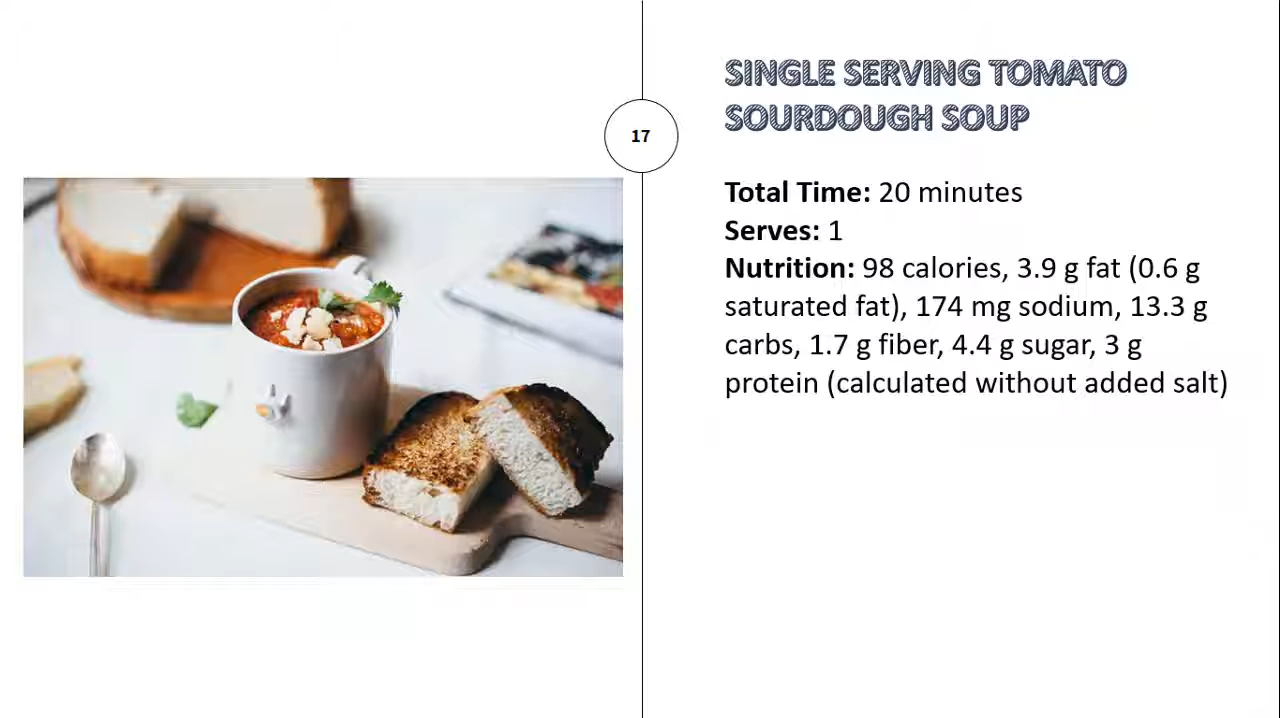 17
SINGLE SERVING TOMATO
SOURDOUGH SOUP
Total Time: 20 minutes
Serves: 1
Nutrition: 98 calories, 3.9 g fat (0.6 g
saturated fat), 174 mg sodium, 13.3 g
carbs, 1.7 g fiber, 4.4 g sugar, 3 g
protein (calculated without added salt)